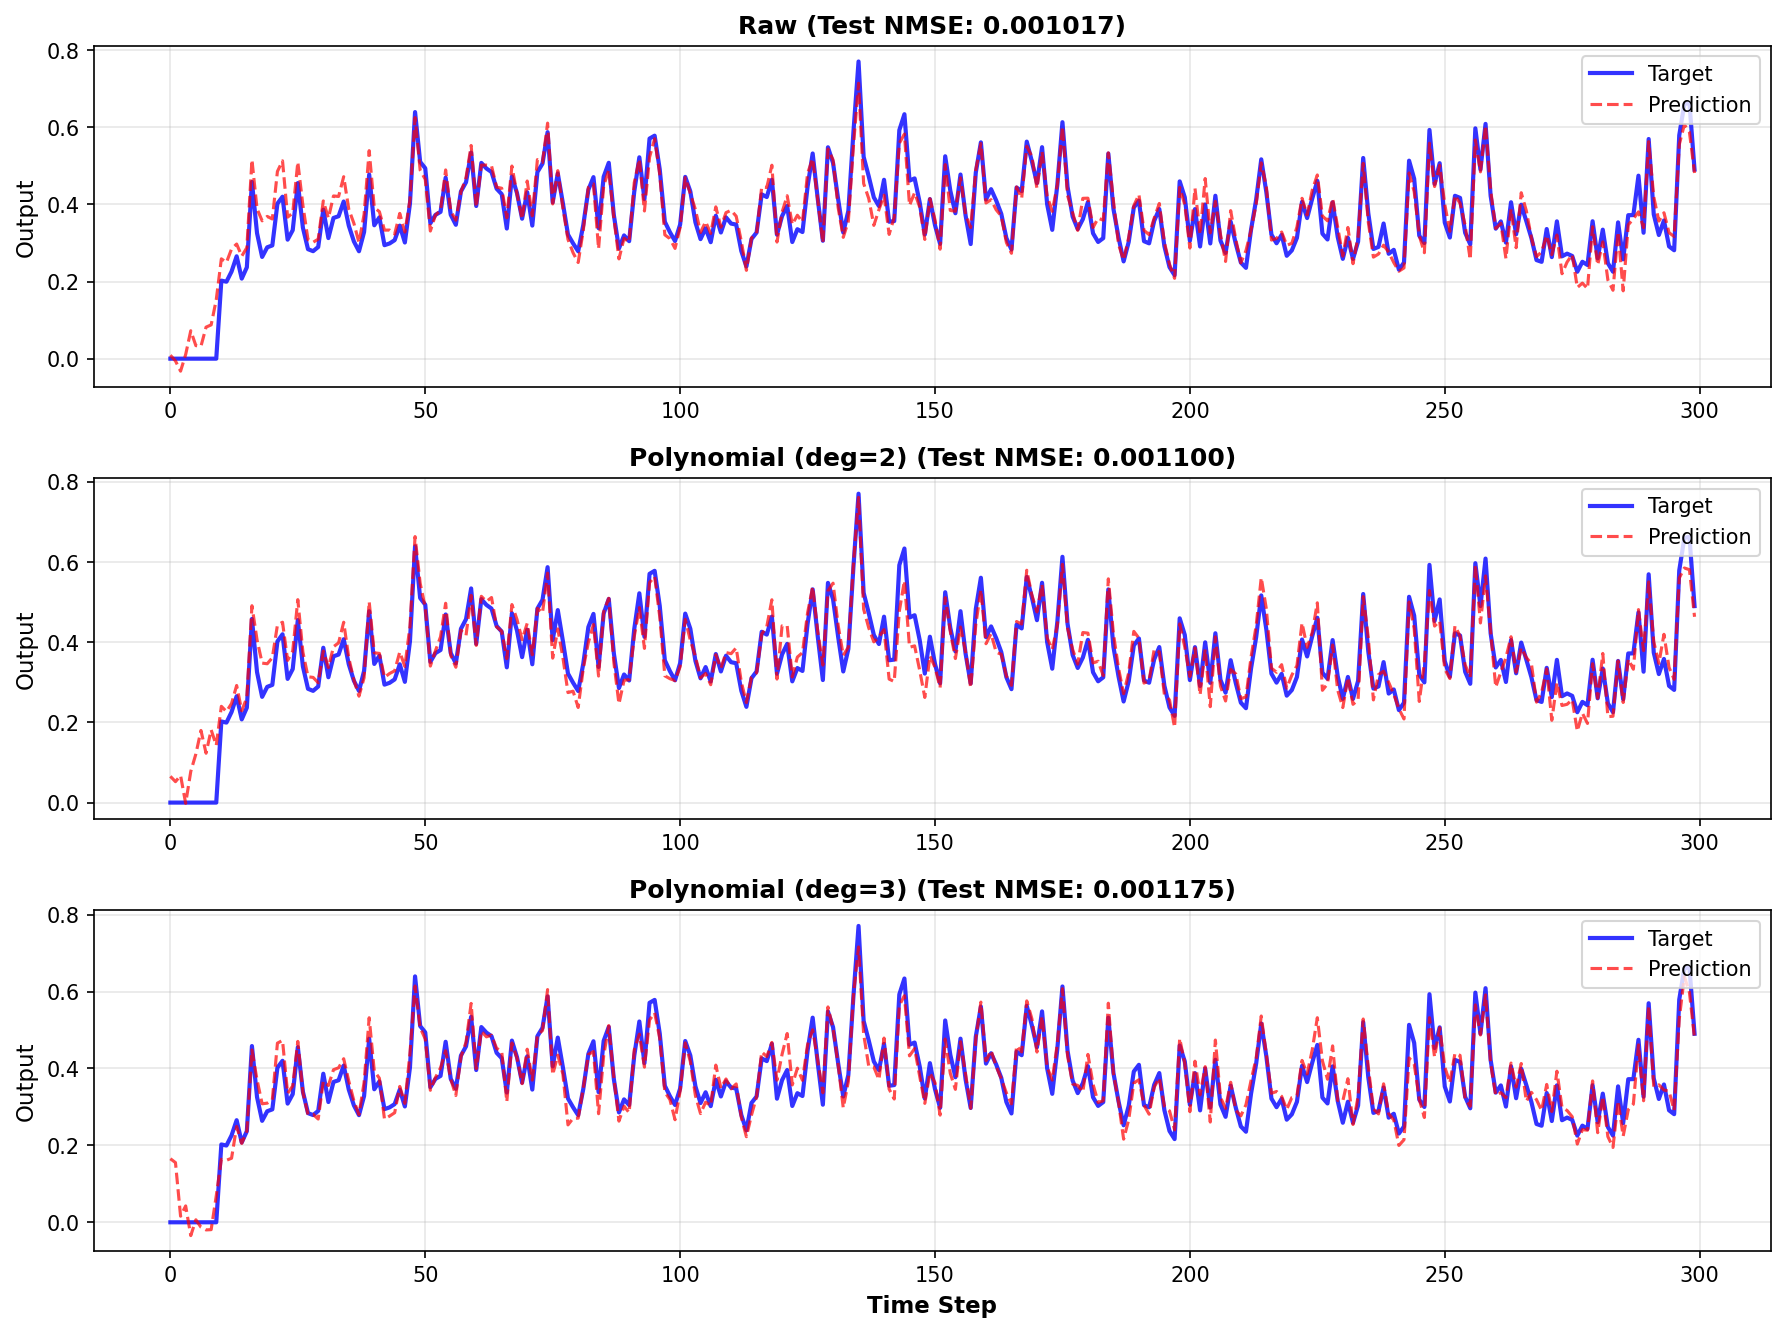 Raw (Test NMSE: 0.001017)
0.8
0.6
0.4
0.2
0.0
Output
Target
Prediction
0 50 100 150 200 250 300
Polynomial (deg=2) (Test NMSE: 0.001100)
0.8
0.6
0.4
0.2
0.0
Output
Target
Prediction
0 50 100 150 200 250 300
Polynomial (deg=3) (Test NMSE: 0.001175)
0.8
0.6
0.4
0.2
0.0
Output
Target
Prediction
0 50 100 150 200 250 300
Time Step